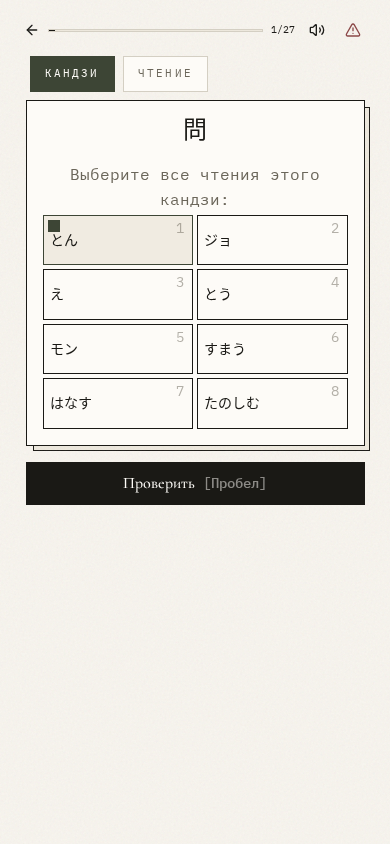 1/27
КАНДЗИ ЧТЕНИЕ
問
Выберите все чтения этого
кандзи:
とん 1
ジョ 2
え 3
とう 4
モン 5
すまう 6
はなす 7
たのしむ 8
Проверить [Пробел]